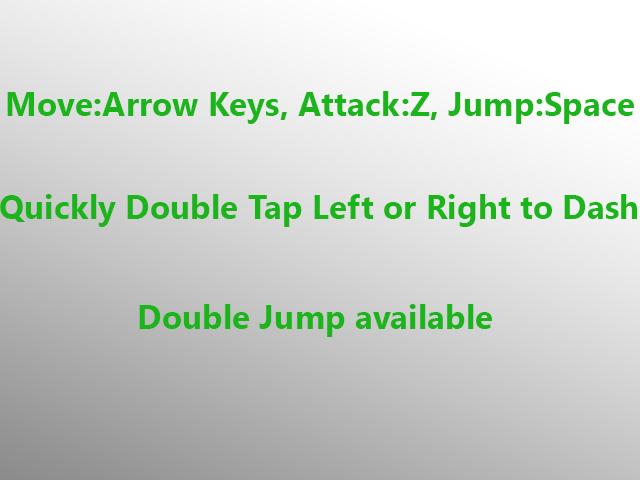 Move:Arrow Keys, Attack:Z, Jump:Space
Quickly Double Tap Left or Right to Dash
Double Jump available